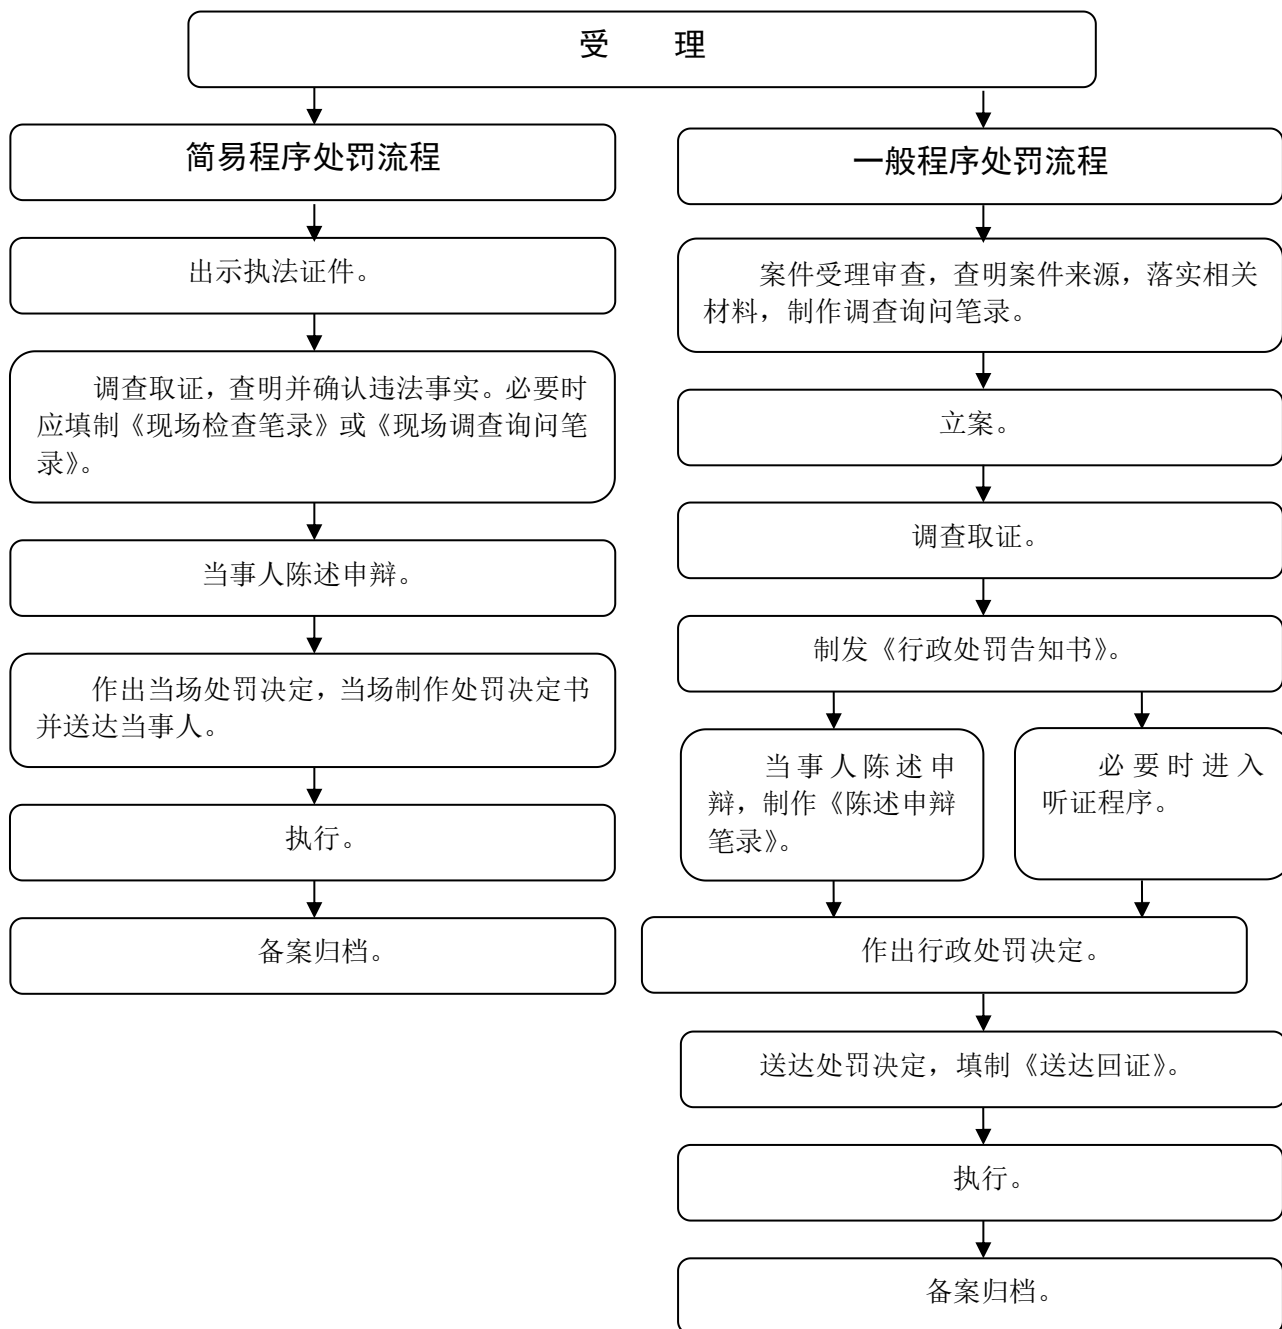 受 理
简易程序处罚流程
出示执法证件。
调查取证，查明并确认违法事实。必要时
应填制《现场检查笔录》或《现场调查询问笔
录》。
当事人陈述申辩。
作出当场处罚决定，当场制作处罚决定书
并送达当事人。
执行。
备案归档。
一般程序处罚流程
案件受理审查，查明案件来源，落实相关
材料，制作调查询问笔录。
立案。
调查取证。
制发《行政处罚告知书》。
当事人陈述申
辩，制作《陈述申辩
笔录》。
必要时进入
听证程序。
作出行政处罚决定。
送达处罚决定，填制《送达回证》。
执行。
备案归档。